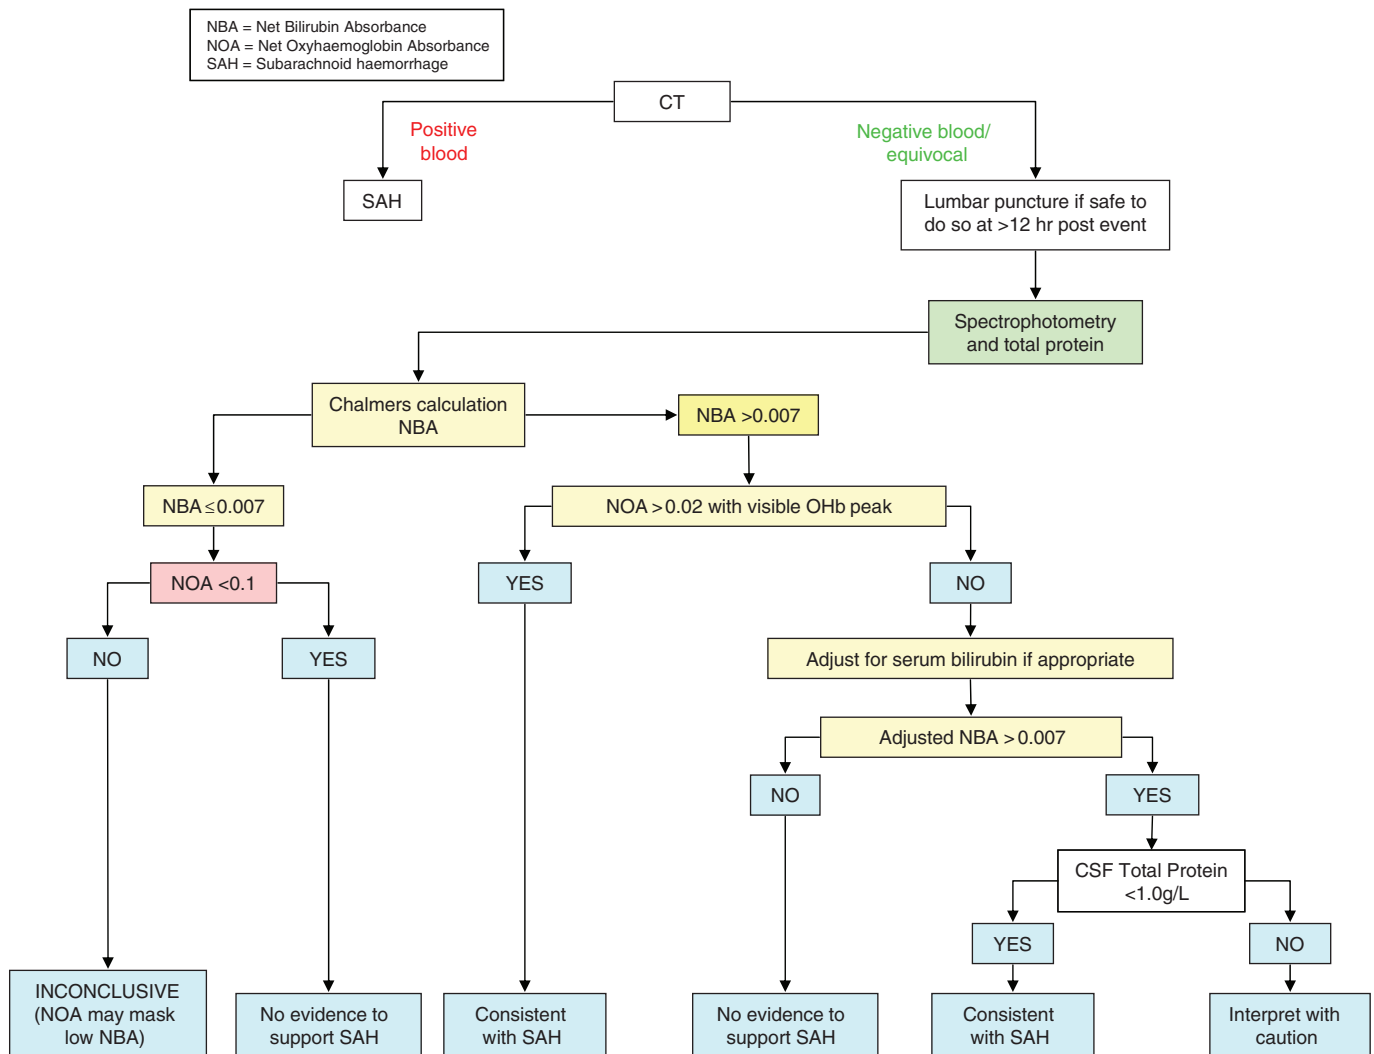 NBA = Net Bilirubin Absorbance
NOA = Net Oxyhaemoglobin Absorbance
SAH = Subarachnoid haemorrhage
CT
Positive
blood
Negative blood/
equivocal
SAH
Lumbar puncture if safe to
do so at >12 hr post event
Spectrophotometry
and total protein
Chalmers calculation
NBA
NBA >0.007
NBA ≤ 0.007
NOA > 0.02 with visible OHb peak
NOA <0.1
YES
NO
NO
YES
Adjust for serum bilirubin if appropriate
Adjusted NBA > 0.007
NO
YES
CSF Total Protein
<1.0g/L
YES
NO
INCONCLUSIVE
(NOA may mask
low NBA)
No evidence to
support SAH
Consistent
with SAH
No evidence to
support SAH
Consistent
with SAH
Interpret with
caution